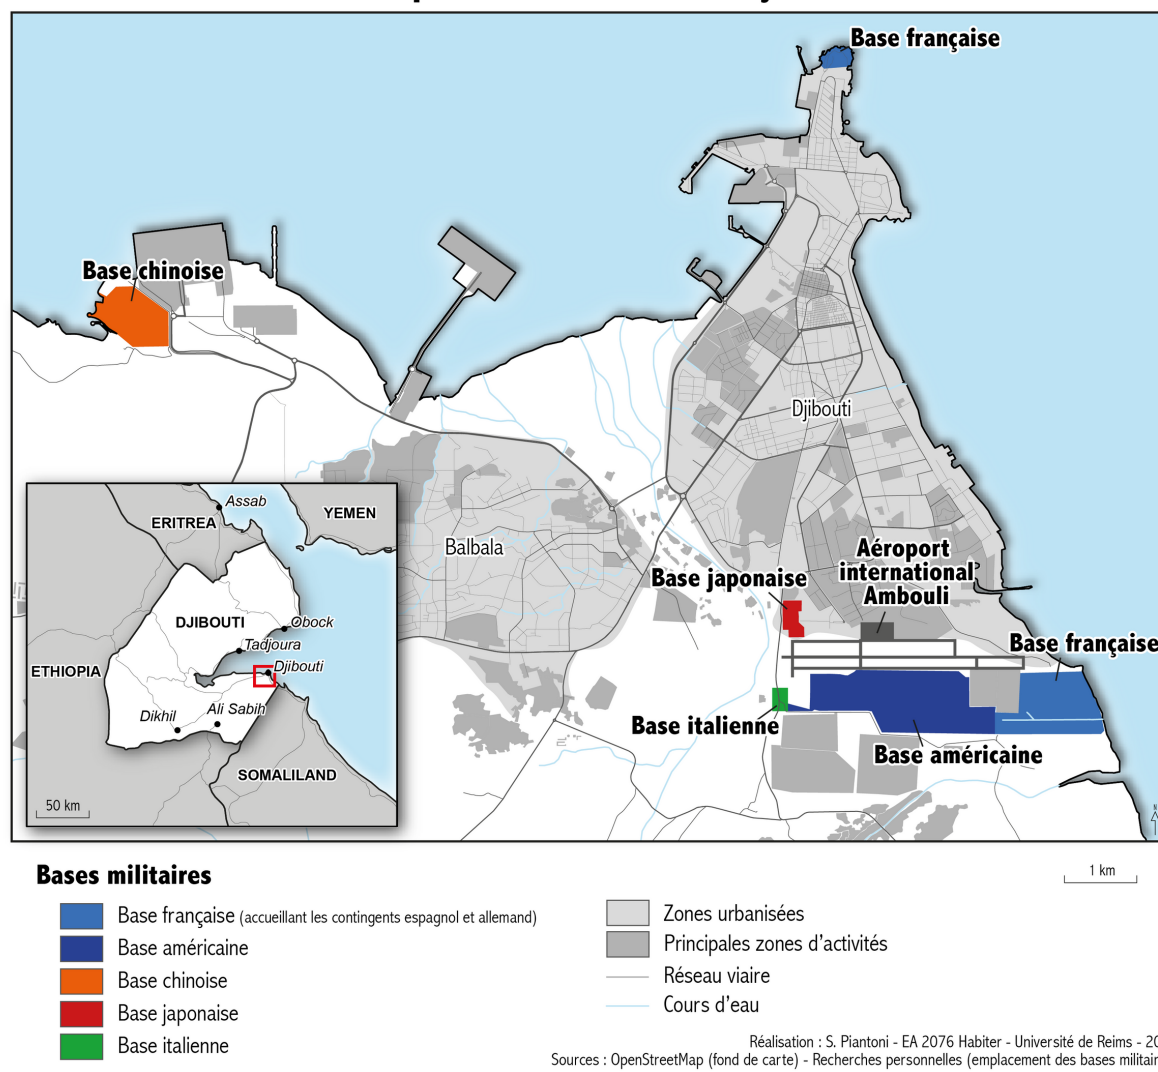 Base française
Base chinoise
Djibouti
Balbala
Aéroport
international
Ambouli
Base japonaise
Base française
Base italienne
Base américaine
Assab
ERITREA
YEMEN
DJIBOUTI
Obock
Tadjoura
ETHIOPIA
Djibouti
Dikhil
Ali Sabih
SOMALILAND
50 km
N
1 km
Bases militaires
Base française (accueillant les contingents espagnol et allemand)
Base américaine
Base chinoise
Base japonaise
Base italienne
Zones urbanisées
Principales zones d'activités
Réseau viaire
Cours d'eau
Réalisation : S. Piantoni - EA 2076 Habiter - Université de Reims - 20
Sources : OpenStreetMap (fond de carte) - Recherches personnelles (emplacement des bases militair